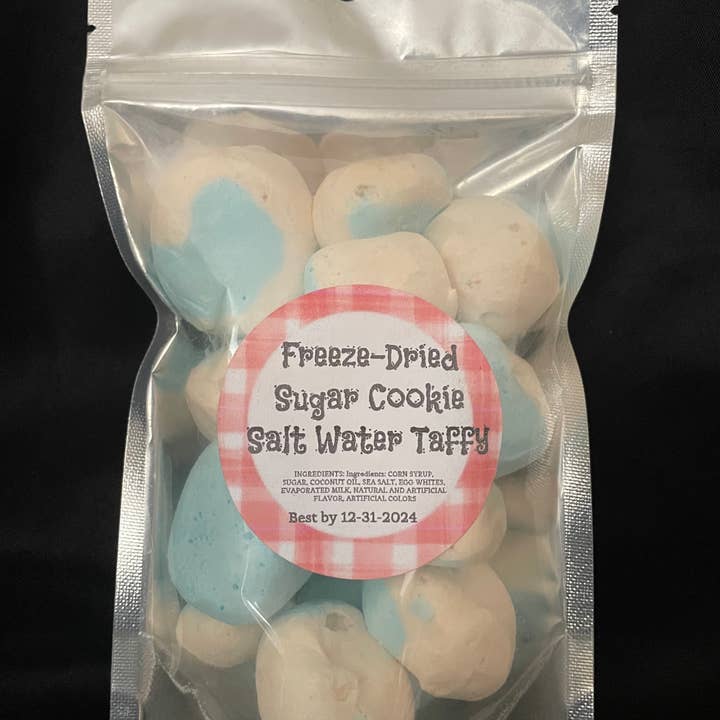 Freeze-Dried
Sugar Cookie
Salt Water Taffy
INGREDIENTS: Ingredients: CORN SYRUP,
SUGAR, COCONUT OIL, SEA SALT, EGG WHITES,
EVAPORATED MILK, NATURAL AND ARTIFICIAL
FLAVOR, ARTIFICIAL COLORS
Best by 12-31-2024